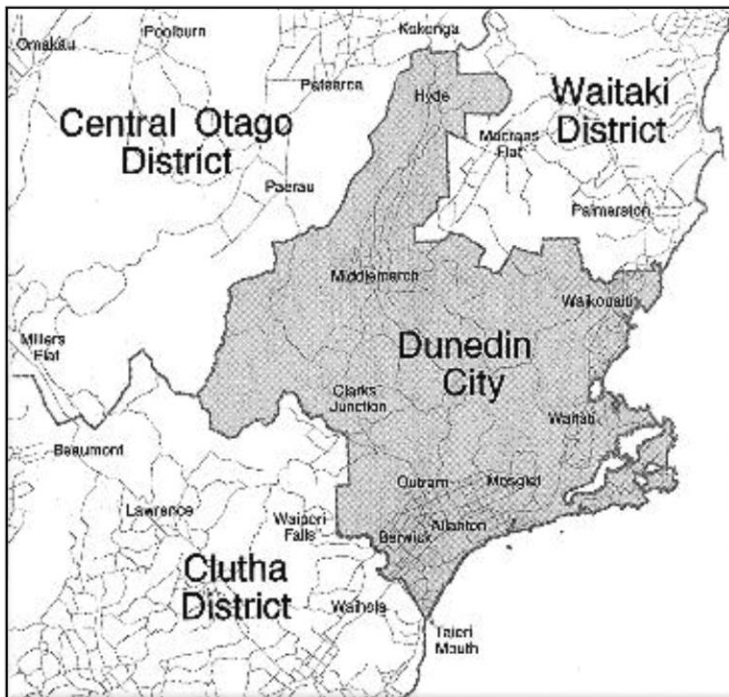 Kokonga
Poolburn
Omakau
Patearoa
Hyde
Waitaki
District
Central Otago
District
Macraes
Flat
Paerau
Palmerston
Middlemarch
Waikouaiti
Dunedin
City
Millers
Flat
Clarks
Junction
Waitati
Beaumont
Outram
Mosgiel
Lawrence
Waipori
Falls
Allanton
Berwick
Clutha
District
Waihola
Taieri
Mouth